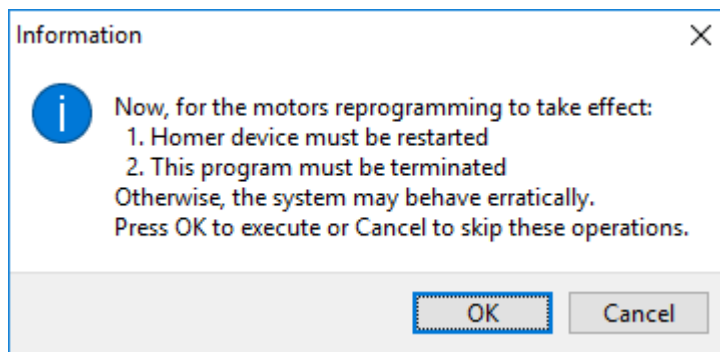 Information
Now, for the motors reprogramming to take effect:
1. Homer device must be restarted
2. This program must be terminated
Otherwise, the system may behave erratically.
Press OK to execute or Cancel to skip these operations.
OK
Cancel